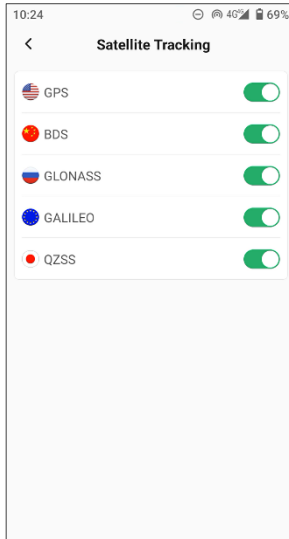 10:24 4G 69%
Satellite Tracking
GPS
BDS
GLONASS
GALILEO
QZSS